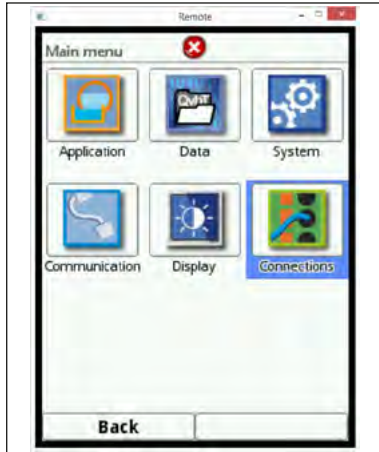 Remote
Main menu
Application Data System
Communication Display Connections
Back